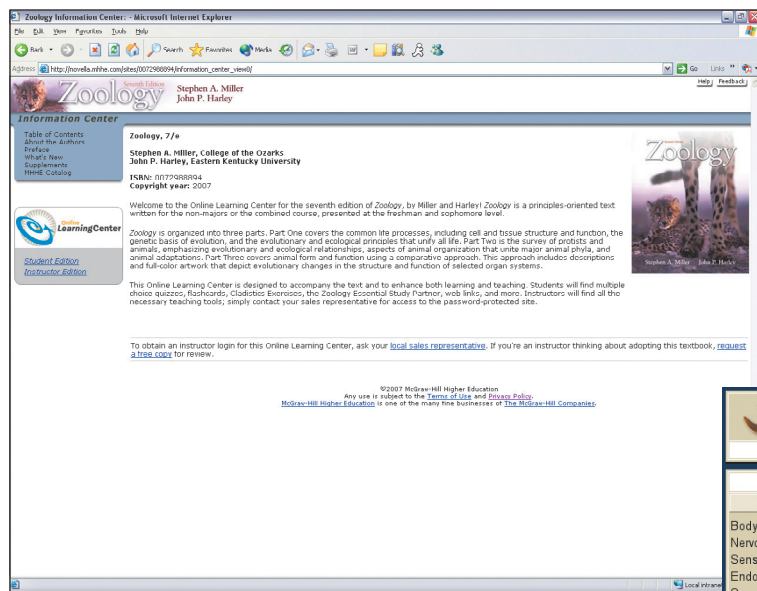 Zoology Information Center: - Microsoft Internet Explorer
File Edit View Favorites Tools Help
Back Search Favorites Media
Address http://novella.mhhe.com/sites/0072988894/information_center_view0/ Go Links
Help Feedback
Zoology Seventh Edition
Stephen A. Miller
John P. Harley
Information Center
Table of Contents
About the Authors
Preface
What's New
Supplements
MHHE Catalog
Online
LearningCenter
Student Edition
Instructor Edition
Zoology, 7/e
Stephen A. Miller, College of the Ozarks
John P. Harley, Eastern Kentucky University
ISBN: 0072988894
Copyright year: 2007
Welcome to the Online Learning Center for the seventh edition of Zoology, by Miller and Harley! Zoology is a principles-oriented text
written for the non-majors or the combined course, presented at the freshman and sophomore level.
Zoology is organized into three parts. Part One covers the common life processes, including cell and tissue structure and function, the
genetic basis of evolution, and the evolutionary and ecological principles that unify all life. Part Two is the survey of protists and
animals, emphasizing evolutionary and ecological relationships, aspects of animal organization that unite major animal phyla, and
animal adaptations. Part Three covers animal form and function using a comparative approach. This approach includes descriptions
and full-color artwork that depict evolutionary changes in the structure and function of selected organ systems.
This Online Learning Center is designed to accompany the text and to enhance both learning and teaching. Students will find multiple
choice quizzes, flashcards, Cladistics Exercises, the Zoology Essential Study Partner, web links, and more. Instructors will find all the
necessary teaching tools; simply contact your sales representative for access to the password-protected site.
Zoology
Stephen A. Miller John P. Harley
To obtain an instructor login for this Online Learning Center, ask your local sales representative. If you're an instructor thinking about adopting this textbook, request
a free copy for review.
©2007 McGraw-Hill Higher Education
Any use is subject to the Terms of Use and Privacy Policy.
McGraw-Hill Higher Education is one of the many fine businesses of The McGraw-Hill Companies.
Body
Nervo
Sens
Endo
Local intrane